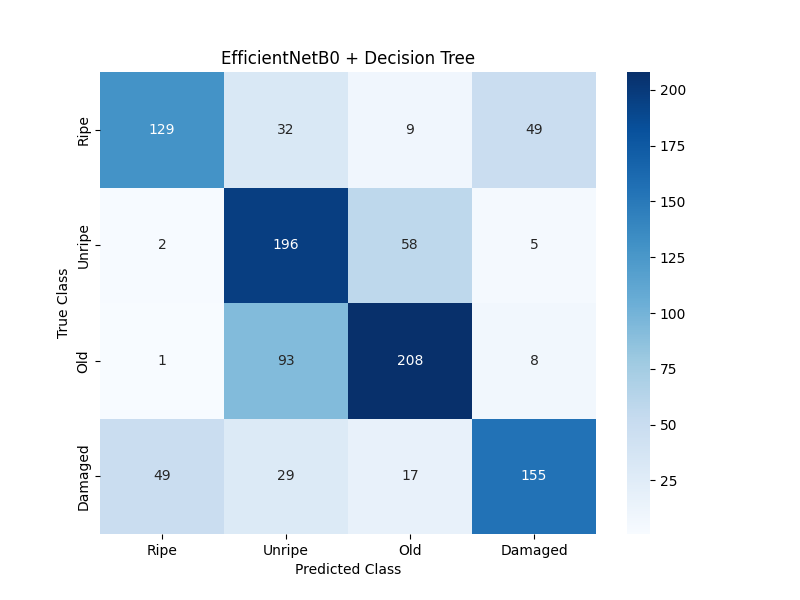 EfficientNetB0 + Decision Tree
Ripe 129 32 9 49
Unripe 2 196 58 5
Old 1 93 208 8
Damaged 49 29 17 155
True Class
Ripe Unripe Old Damaged
Predicted Class
200
175
150
125
100
75
50
25